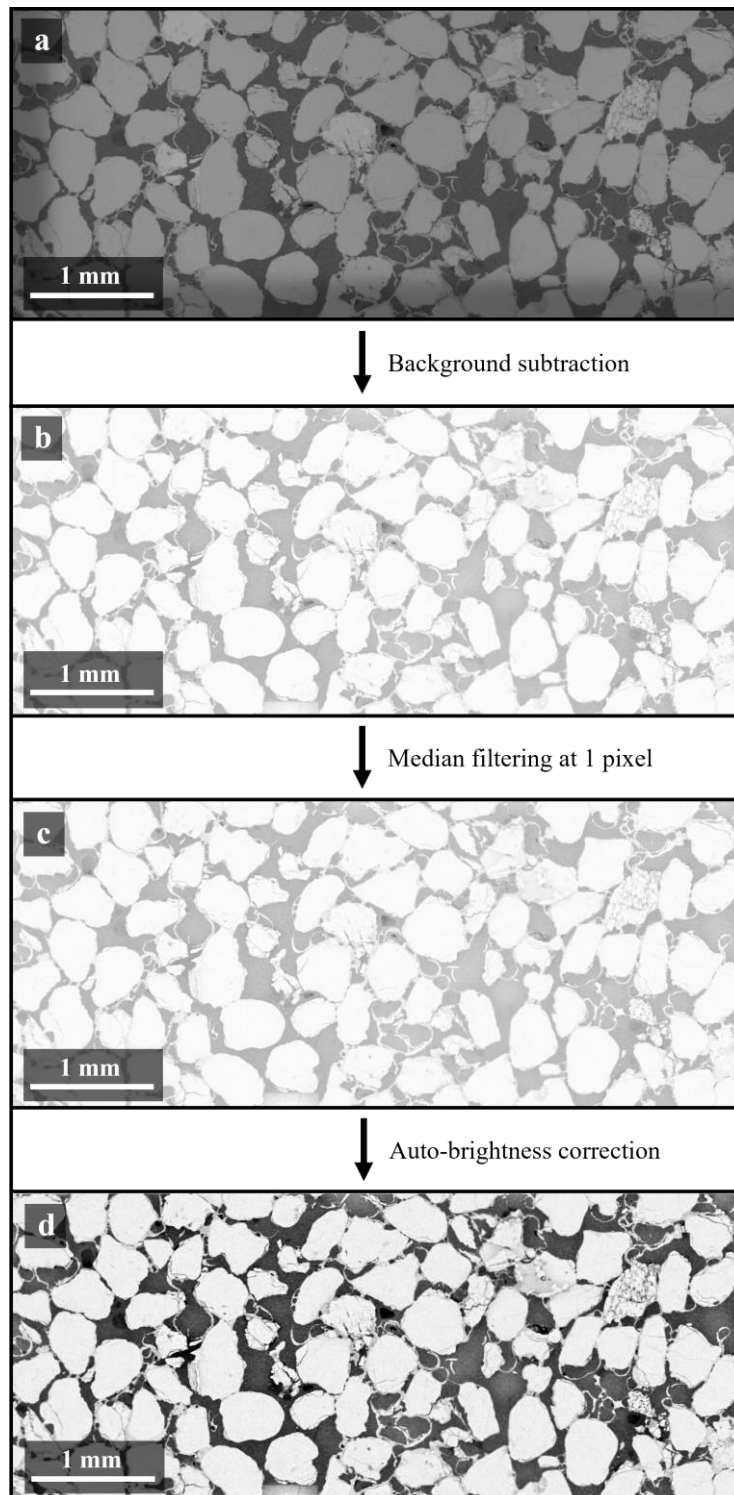 a
1 mm
Background subtraction
b
1 mm
Median filtering at 1 pixel
c
1 mm
Auto-brightness correction
d
1 mm